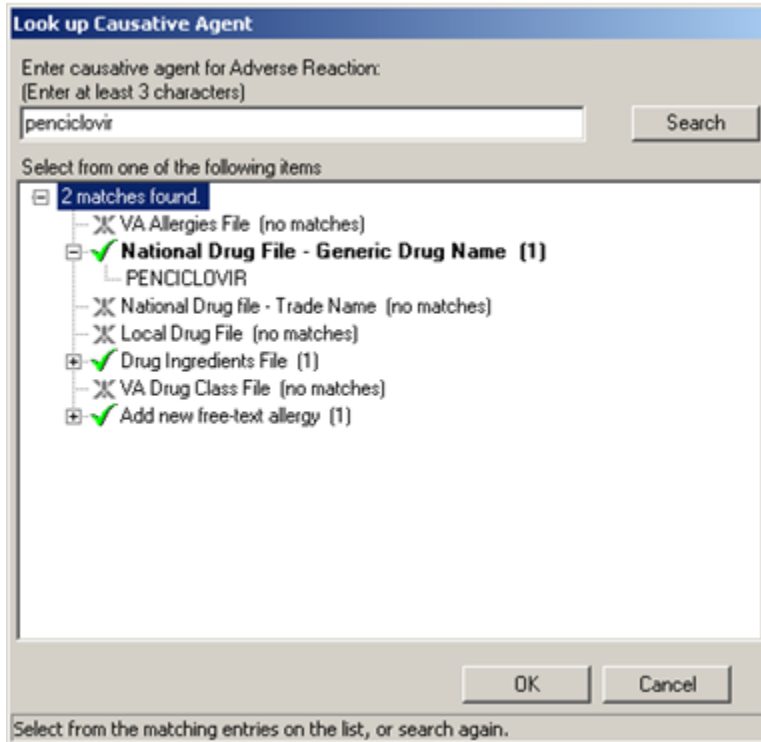 Look up Causative Agent
Enter causative agent for Adverse Reaction:
(Enter at least 3 characters)
penciclovir
Search
Select from one of the following items
2 matches found.
VA Allergies File (no matches)
National Drug File - Generic Drug Name (1)
PENCICLOVIR
National Drug file - Trade Name (no matches)
Local Drug File (no matches)
Drug Ingredients File (1)
VA Drug Class File (no matches)
Add new free-text allergy (1)
OK
Cancel
Select from the matching entries on the list, or search again.